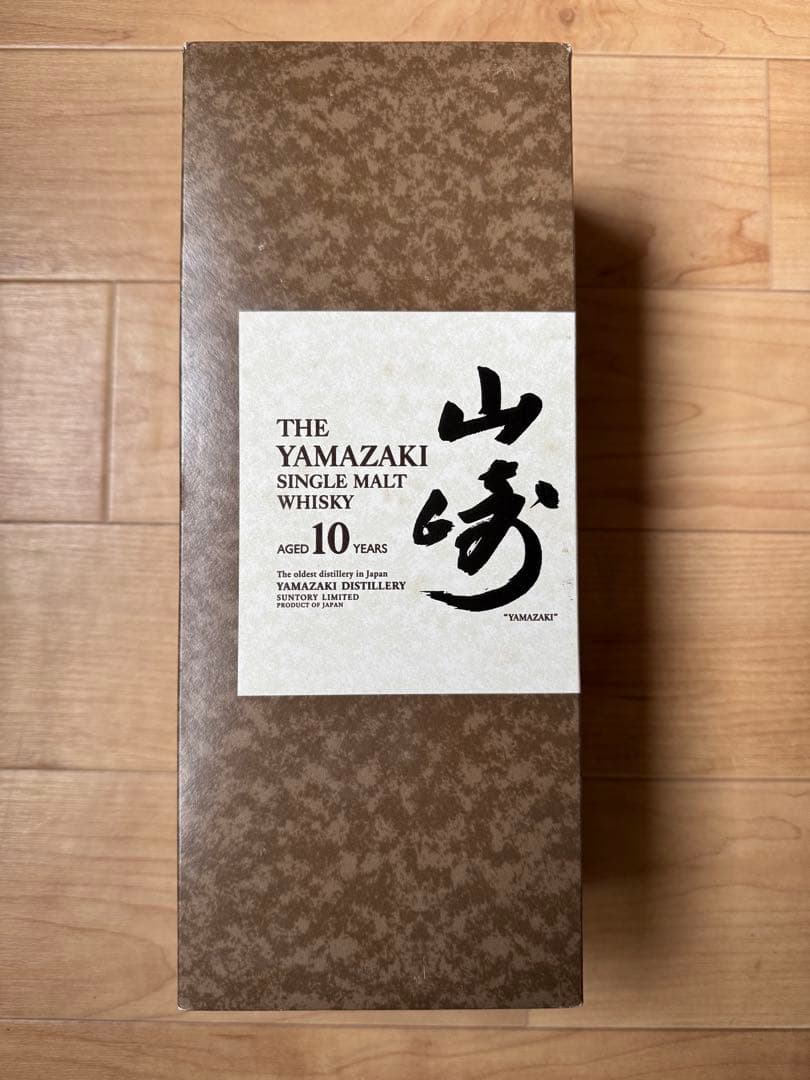 THE
YAMAZAKI
SINGLE MALT
WHISKY
AGED 10 YEARS
The oldest distillery in Japan
YAMAZAKI DISTILLERY
SUNTORY LIMITED
PRODUCT OF JAPAN
山崎
"YAMAZAKI"